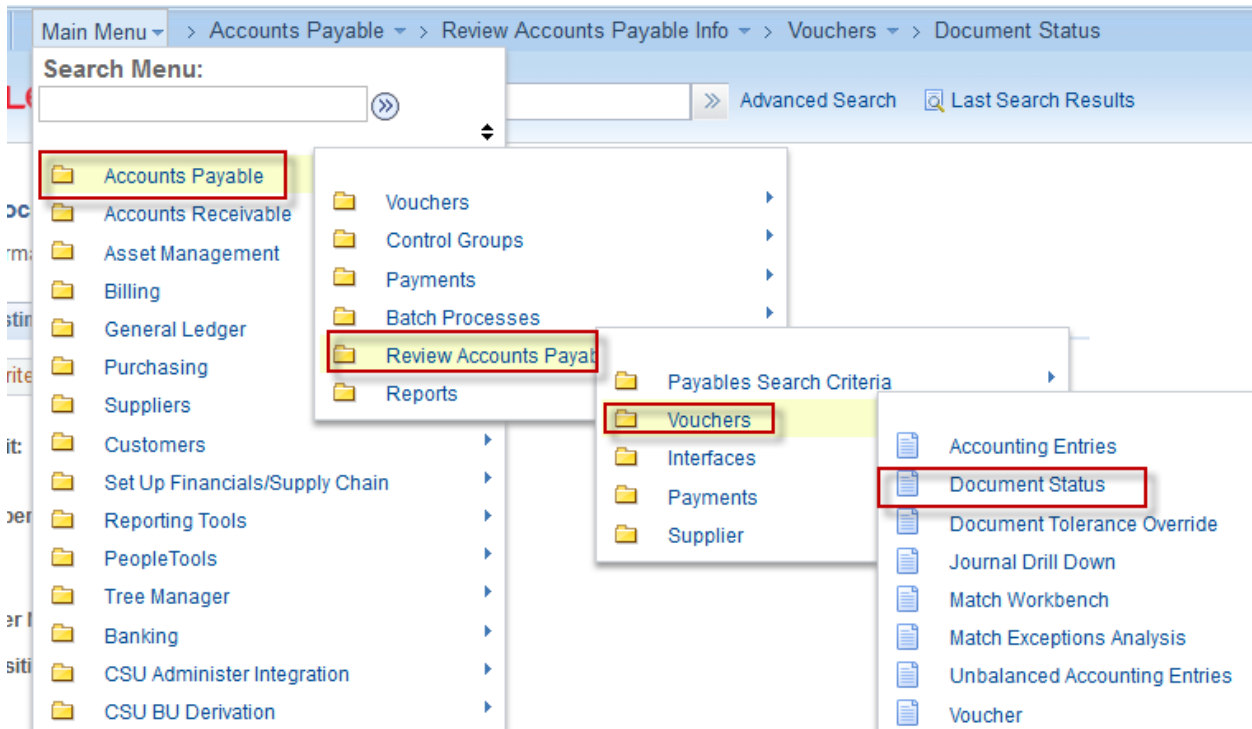 Main Menu > Accounts Payable > Review Accounts Payable Info > Vouchers > Document Status
Search Menu:
Advanced Search Last Search Results
Accounts Payable
Accounts Receivable
Asset Management
Billing
General Ledger
Purchasing
Suppliers
Customers
Set Up Financials/Supply Chain
Reporting Tools
PeopleTools
Tree Manager
Banking
CSU Administer Integration
CSU BU Derivation
Vouchers
Control Groups
Payments
Batch Processes
Review Accounts Payab
Reports
Payables Search Criteria
Vouchers
Interfaces
Payments
Supplier
Accounting Entries
Document Status
Document Tolerance Override
Journal Drill Down
Match Workbench
Match Exceptions Analysis
Unbalanced Accounting Entries
Voucher